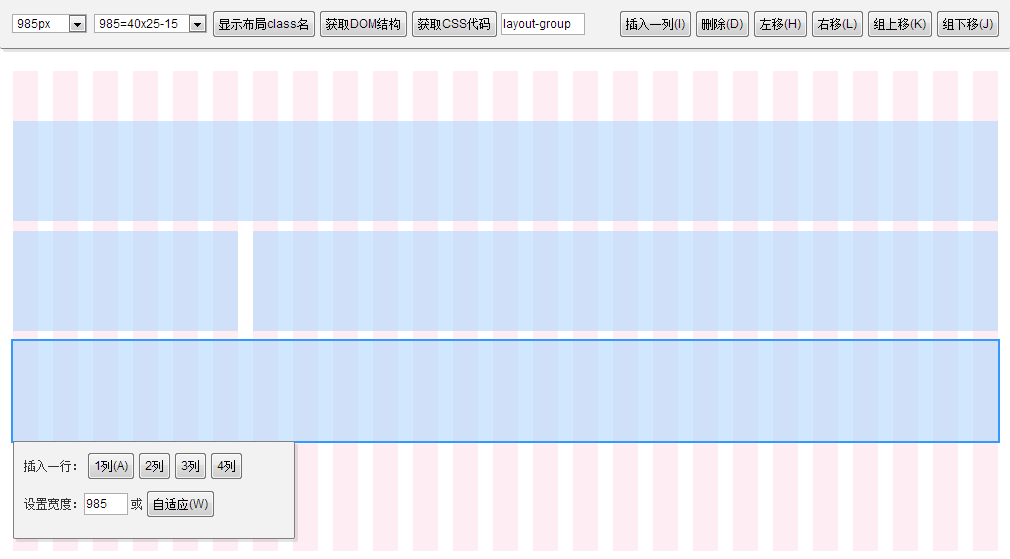 985px 985=40x25-15 显示布局class名 获取DOM结构 获取CSS代码 layout-group 插入一列(I) 删除(D) 左移(H) 右移(L) 组上移(K) 组下移(J)
插入一行： 1列(A) 2列 3列 4列
设置宽度：985 或 自适应(W)